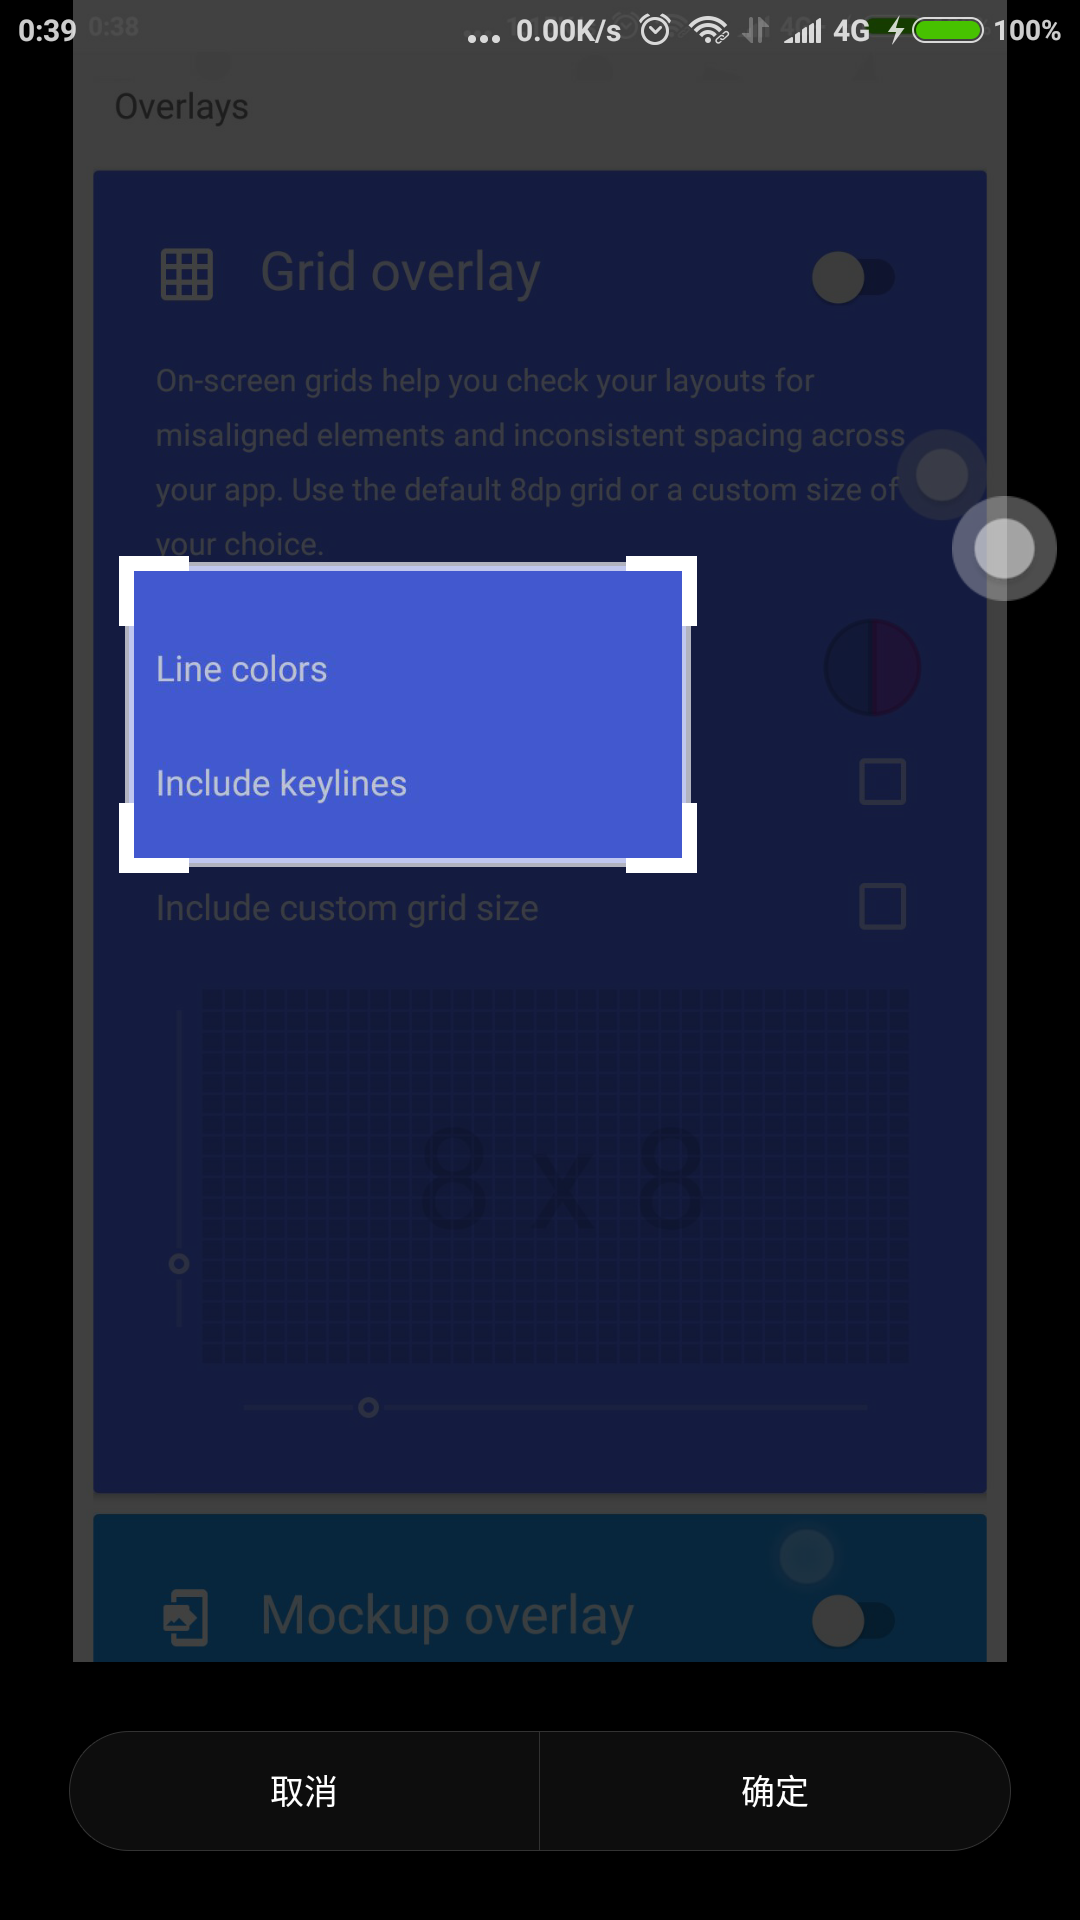 0:39
0:38
... 0.00K/s 4G 100%
Overlays
Grid overlay
On-screen grids help you check your layouts for
misaligned elements and inconsistent spacing across
your app. Use the default 8dp grid or a custom size of
your choice.
Line colors
Include keylines
Include custom grid size
8 x 8
Mockup overlay
取消
确定